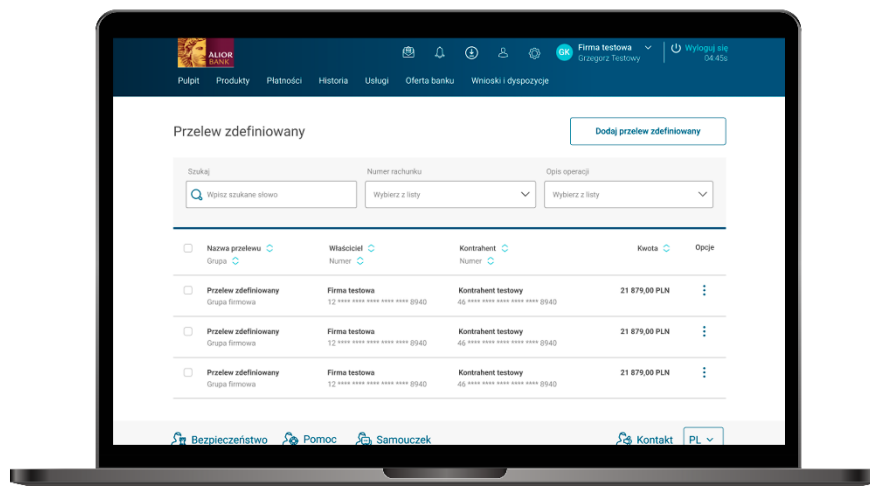 ALIOR
BANK
GK
Firma testowa
Grzegorz Testowy
Wyloguj się
04:45s
Pulpit Produkty Płatności Historia Usługi Oferta banku Wnioski i dyspozycje
Przelew zdefiniowany
Dodaj przelew zdefiniowany
Szukaj Numer rachunku Opis operacji
Wpisz szukane słowo Wybierz z listy Wybierz z listy
Nazwa przelewu Właściciel Kontrahent Kwota Opcje
Grupa Numer Numer
Przelew zdefiniowany Firma testowa Kontrahent testowy 21 879,00 PLN
Grupa firmowa 12 **** **** **** **** **** 8940 46 **** **** **** **** **** 8940
Przelew zdefiniowany Firma testowa Kontrahent testowy 21 879,00 PLN
Grupa firmowa 12 **** **** **** **** **** 8940 46 **** **** **** **** **** 8940
Przelew zdefiniowany Firma testowa Kontrahent testowy 21 879,00 PLN
Grupa firmowa 12 **** **** **** **** **** 8940 46 **** **** **** **** **** 8940
Bezpieczeństwo Pomoc Samouczek Kontakt PL